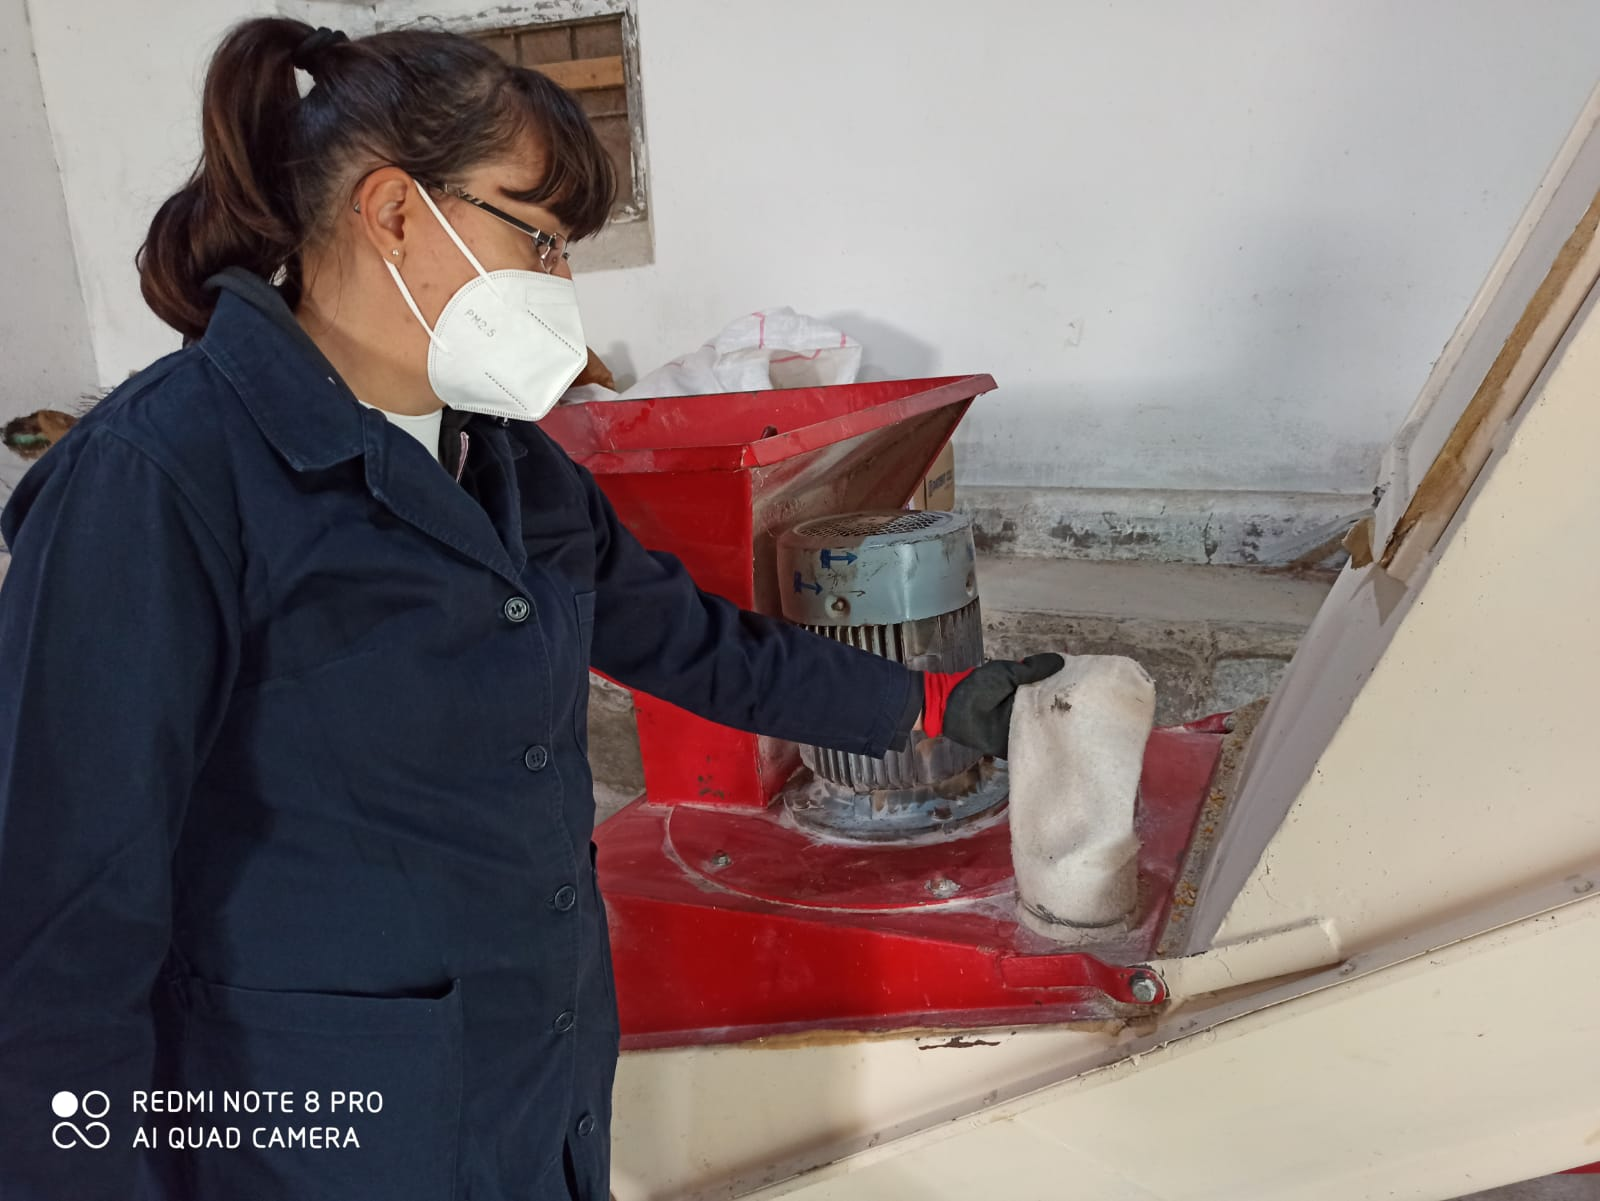 PM2.5
REDMI NOTE 8 PRO
AI QUAD CAMERA